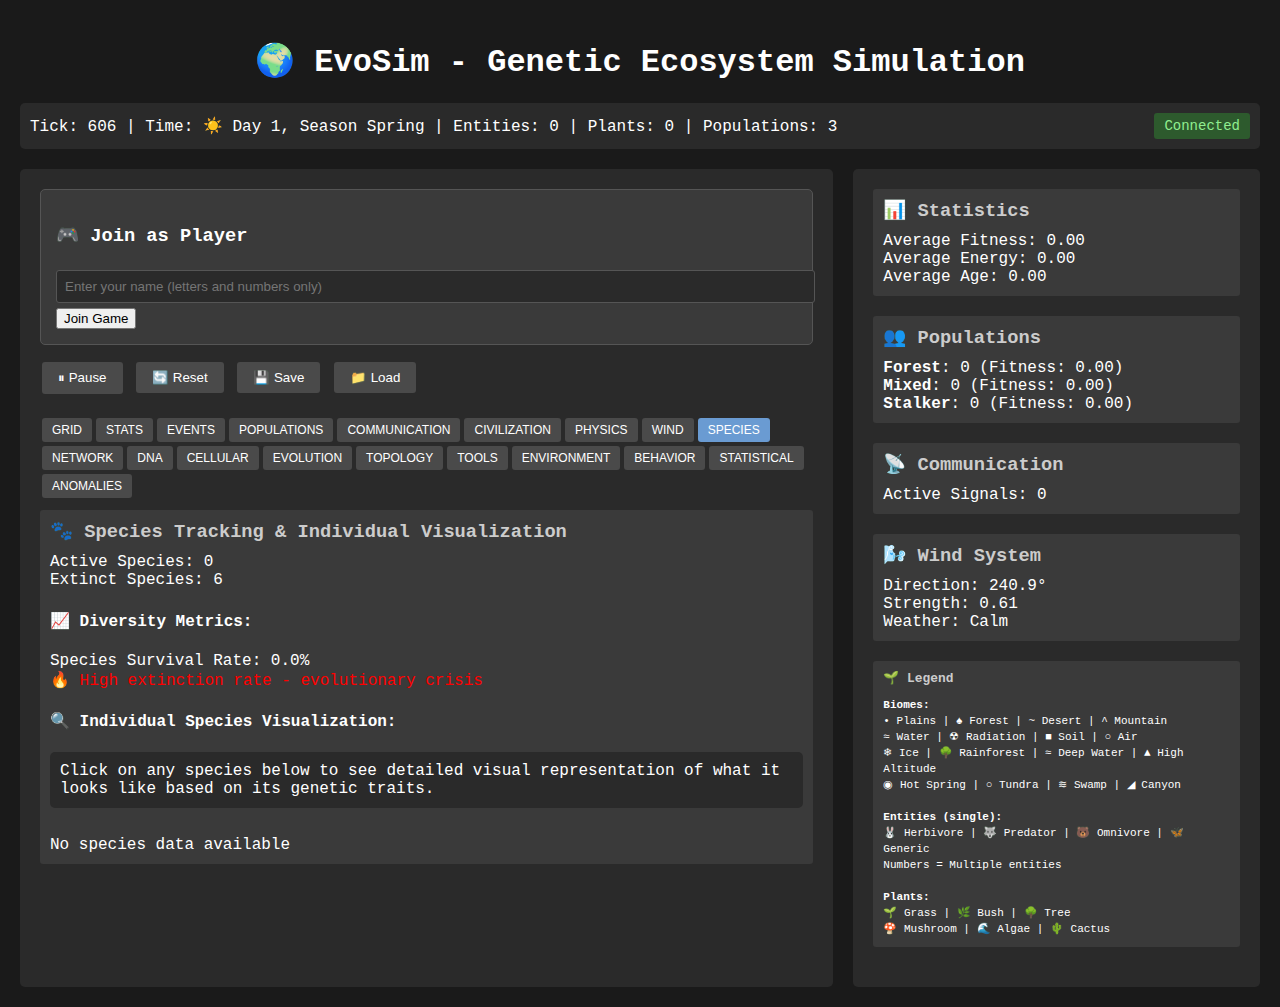 🌍 EvoSim - Genetic Ecosystem Simulation
Tick: 606 | Time: ☀️ Day 1, Season Spring | Entities: 0 | Plants: 0 | Populations: 3
Connected
🎮 Join as Player
Enter your name (letters and numbers only)
Join Game
⏸ Pause
🔄 Reset
💾 Save
📁 Load
GRID
STATS
EVENTS
POPULATIONS
COMMUNICATION
CIVILIZATION
PHYSICS
WIND
SPECIES
NETWORK
DNA
CELLULAR
EVOLUTION
TOPOLOGY
TOOLS
ENVIRONMENT
BEHAVIOR
STATISTICAL
ANOMALIES
🐾 Species Tracking & Individual Visualization
Active Species: 0
Extinct Species: 6
📈 Diversity Metrics:
Species Survival Rate: 0.0%
🔥 High extinction rate - evolutionary crisis
🔍 Individual Species Visualization:
Click on any species below to see detailed visual representation of what it
looks like based on its genetic traits.
No species data available
📊 Statistics
Average Fitness: 0.00
Average Energy: 0.00
Average Age: 0.00
👥 Populations
Forest: 0 (Fitness: 0.00)
Mixed: 0 (Fitness: 0.00)
Stalker: 0 (Fitness: 0.00)
📡 Communication
Active Signals: 0
🌬️ Wind System
Direction: 240.9°
Strength: 0.61
Weather: Calm
🌱 Legend
Biomes:
• Plains | ♠ Forest | ~ Desert | ^ Mountain
≈ Water | ☢ Radiation | ■ Soil | ○ Air
❄ Ice | 🌳 Rainforest | ≈ Deep Water | ▲ High
Altitude
◉ Hot Spring | ○ Tundra | ≋ Swamp | ◢ Canyon
Entities (single):
🐰 Herbivore | 🐺 Predator | 🐻 Omnivore | 🦋
Generic
Numbers = Multiple entities
Plants:
🌱 Grass | 🌿 Bush | 🌳 Tree
🍄 Mushroom | 🌊 Algae | 🌵 Cactus